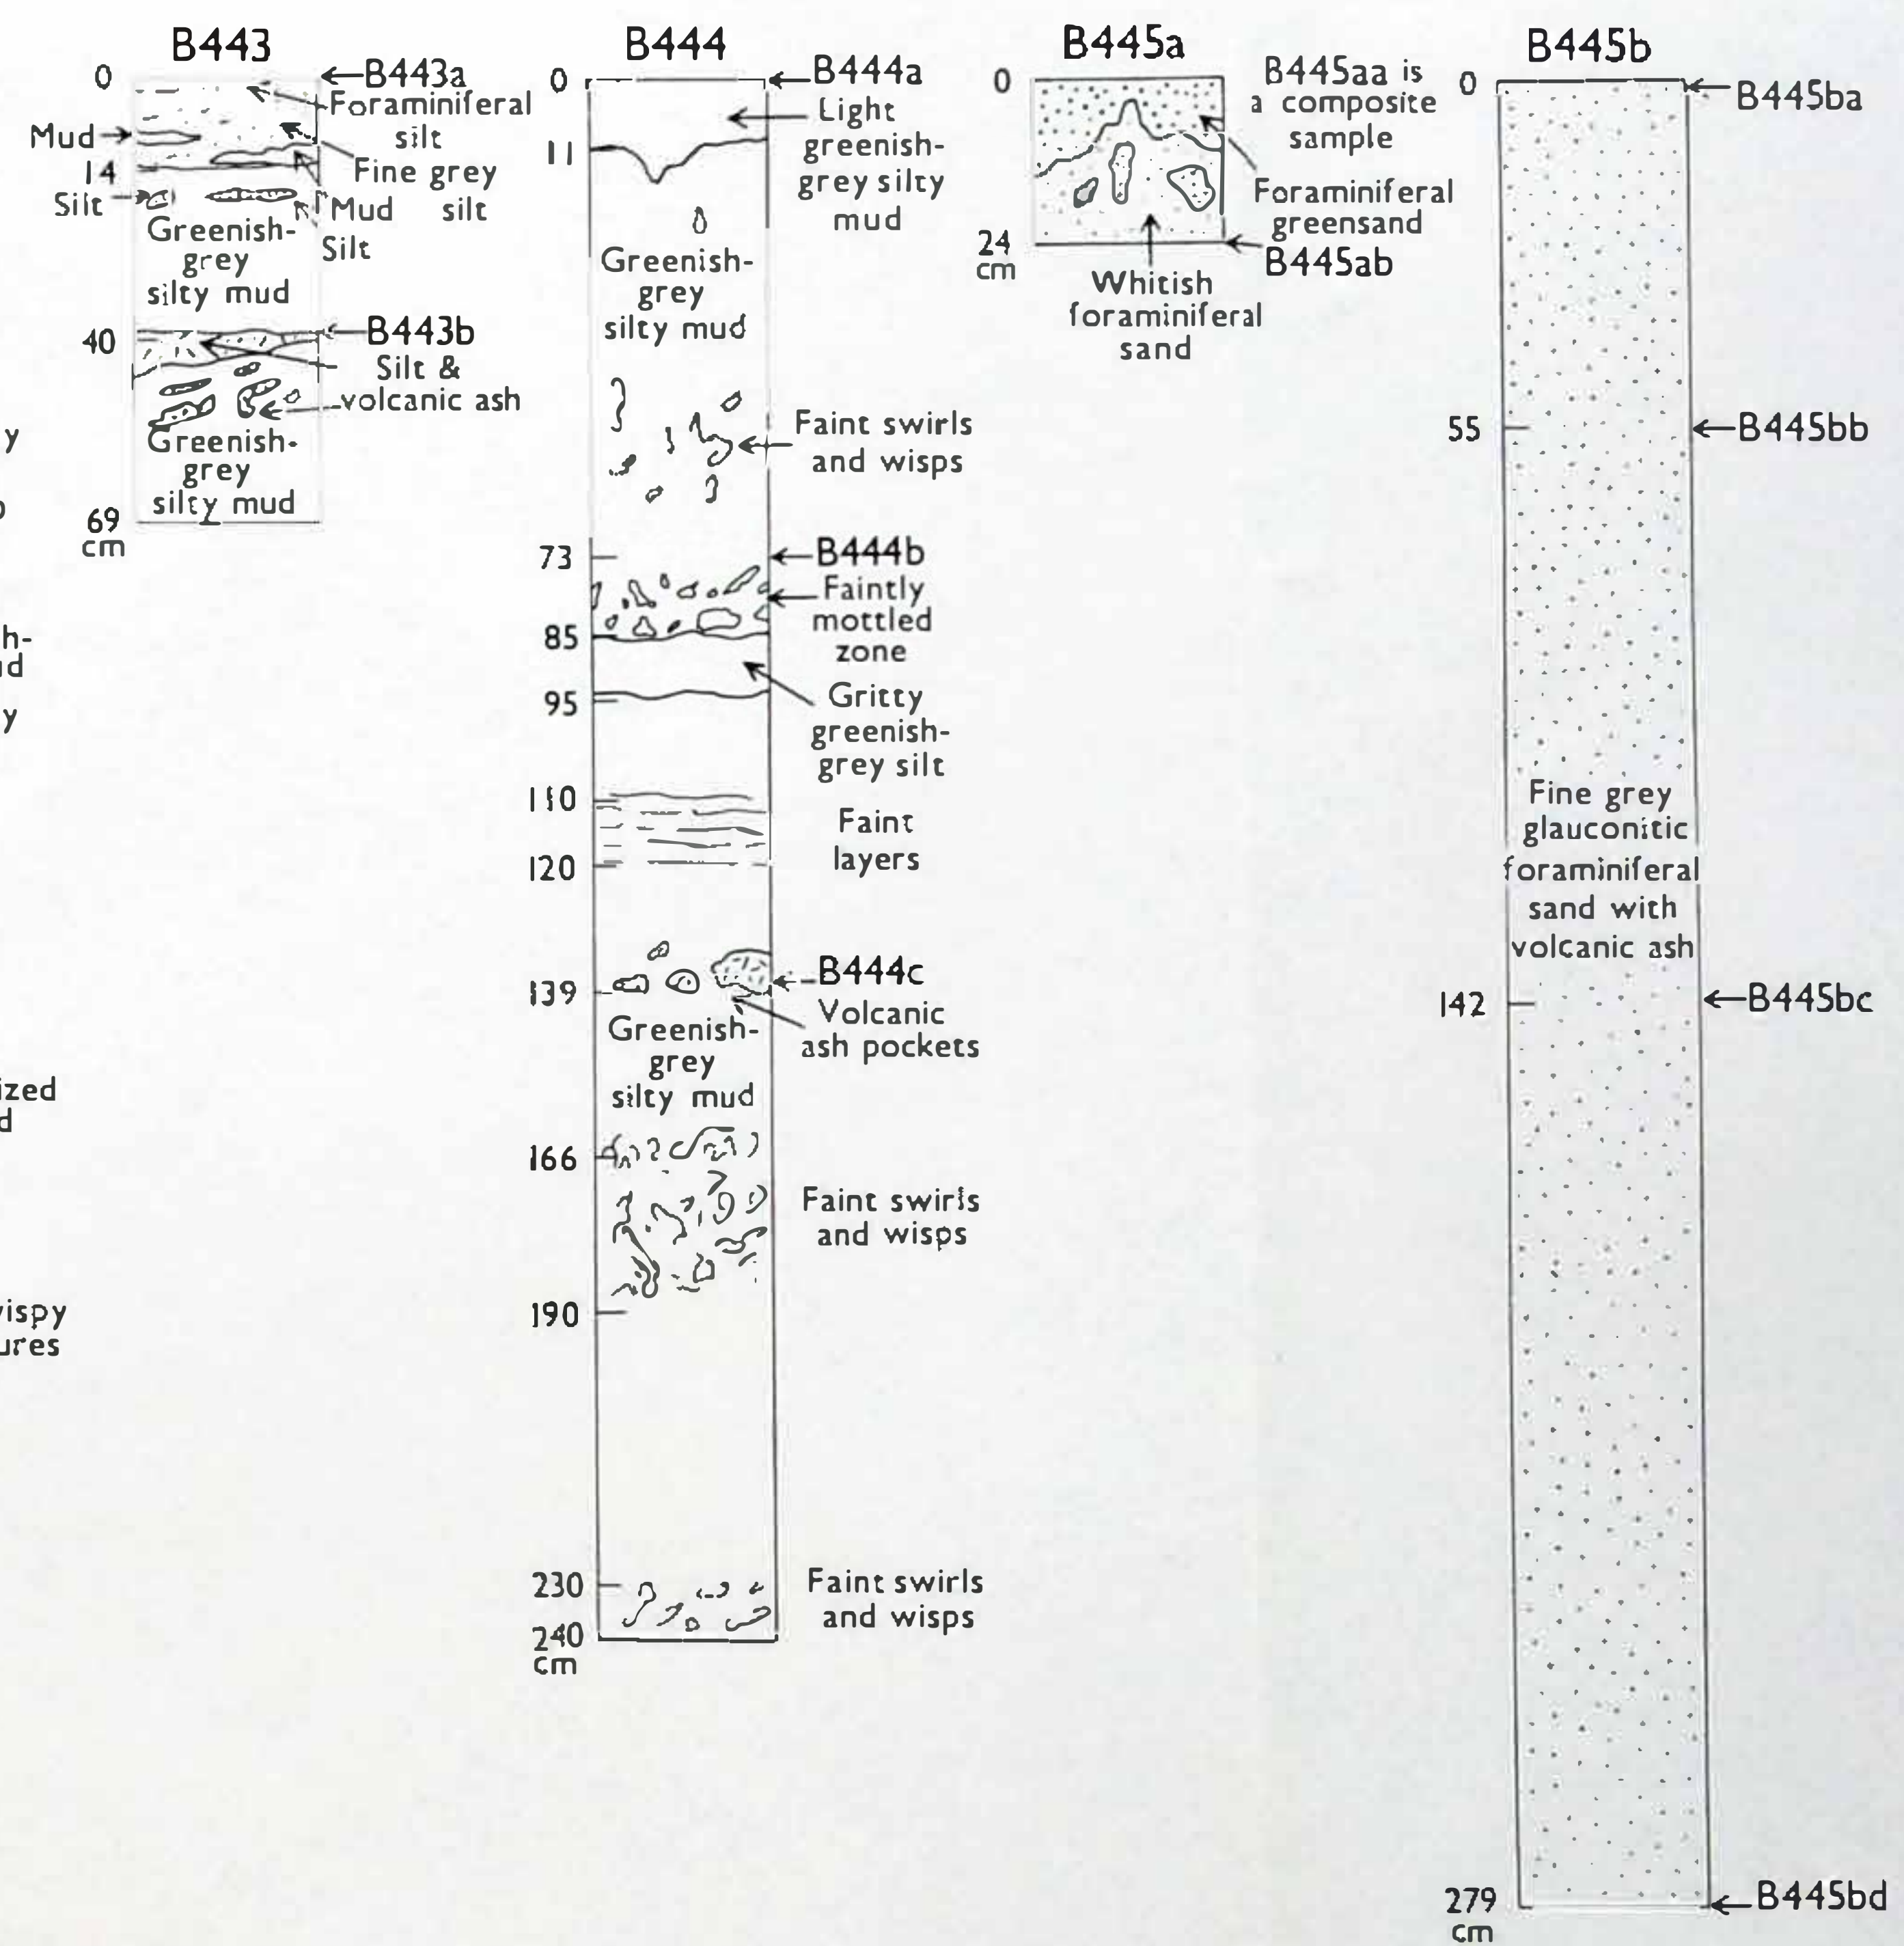 y
h-
y
ized
d
wispy
ures
B443
0
B443a
Foraminiferal
silt
Mud
Fine grey
silt
14
Silt
Mud
Silt
Greenish-
grey
silty mud
40
B443b
Silt &
volcanic ash
Greenish-
grey
silty mud
69
cm
B444
0
B444a
Light
greenish-
grey silty
mud
11
Greenish-
grey
silty mud
Faint swirls
and wisps
73
B444b
Faintly
mottled
zone
85
Gritty
greenish-
grey silt
95
110
Faint
layers
120
B444c
139
Volcanic
ash pockets
Greenish-
grey
silty mud
166
Faint swirls
and wisps
190
230
Faint swirls
and wisps
240
cm
B445a
0
B445aa is
a composite
sample
Foraminiferal
greensand
24
cm
B445ab
Whitish
foraminiferal
sand
B445b
0
B445ba
55
B445bb
Fine grey
glauconitic
foraminiferal
sand with
volcanic ash
142
B445bc
279
cm
B445bd